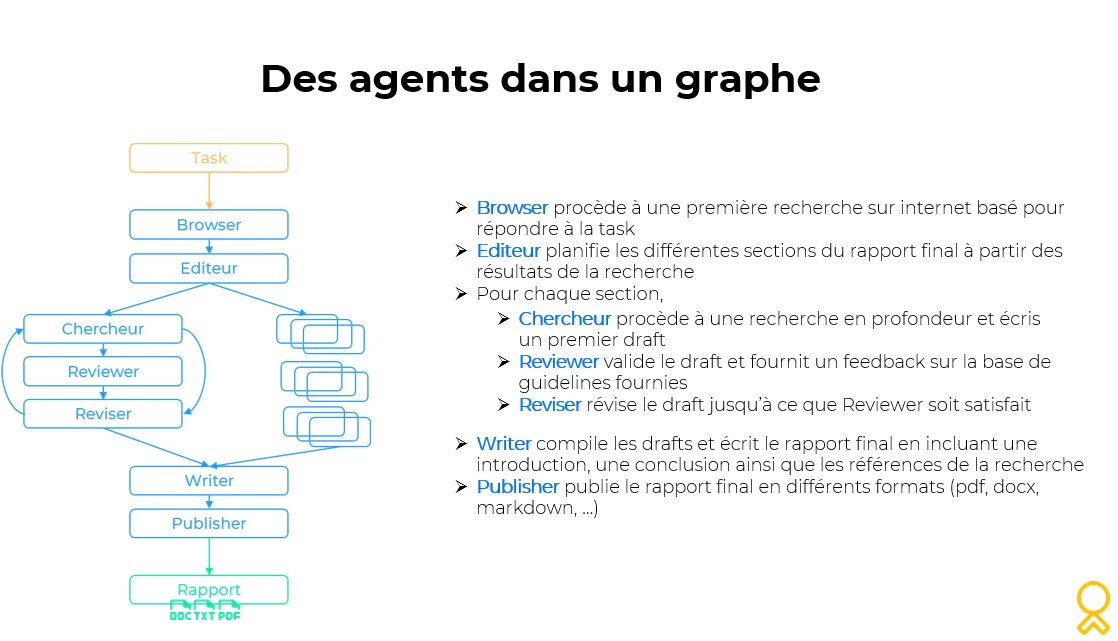 Des agents dans un graphe
Task
Browser
Editeur
Chercheur
Reviewer
Reviser
Writer
Publisher
Rapport
DOC TXT PDF
Browser procède à une première recherche sur internet basé pour
répondre à la task
Editeur planifie les différentes sections du rapport final à partir des
résultats de la recherche
Pour chaque section,
Chercheur procède à une recherche en profondeur et écris
un premier draft
Reviewer valide le draft et fournit un feedback sur la base de
guidelines fournies
Reviser révise le draft jusqu'à ce que Reviewer soit satisfait
Writer compile les drafts et écrit le rapport final en incluant une
introduction, une conclusion ainsi que les références de la recherche
Publisher publie le rapport final en différents formats (pdf, docx,
markdown, ...)